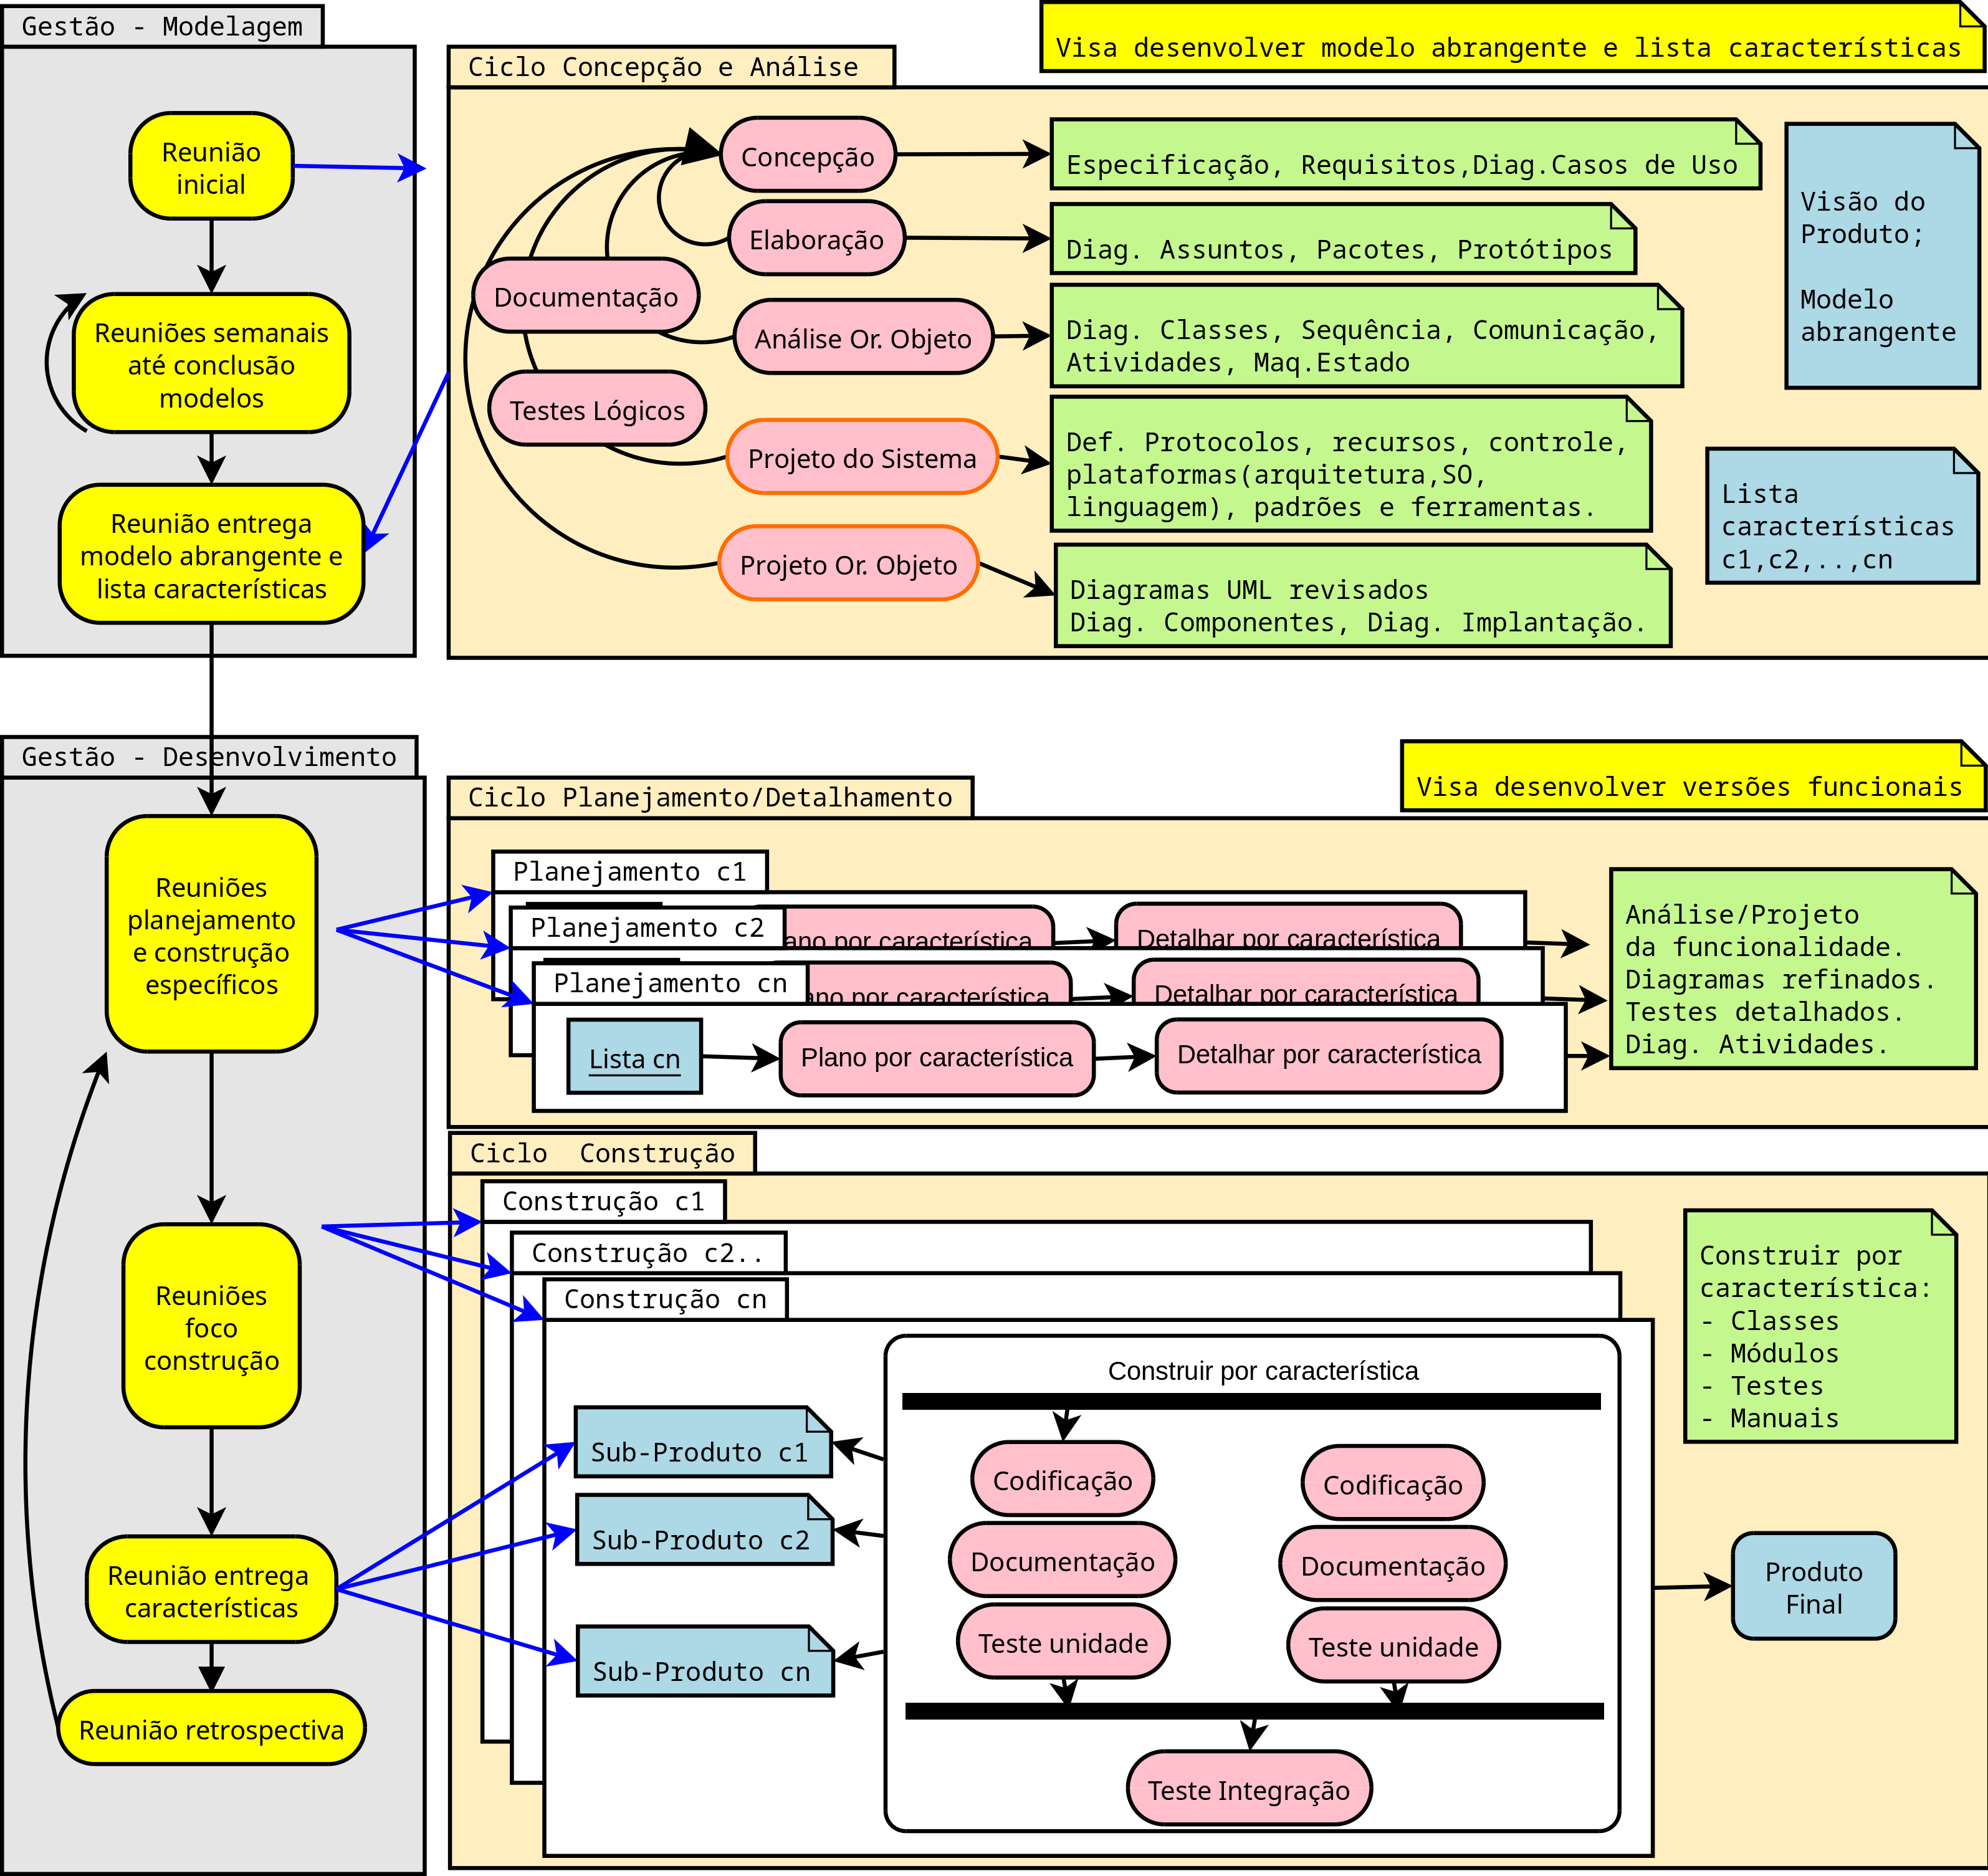 Gestão - Modelagem
Reunião
inicial
Reuniões semanais
até conclusão
modelos
Reunião entrega
modelo abrangente e
lista características
Visa desenvolver modelo abrangente e lista características
Ciclo Concepção e Análise
Concepção
Elaboração
Documentação
Análise Or. Objeto
Testes Lógicos
Projeto do Sistema
Projeto Or. Objeto
Especificação, Requisitos,Diag.Casos de Uso
Diag. Assuntos, Pacotes, Protótipos
Diag. Classes, Sequência, Comunicação,
Atividades, Maq.Estado
Def. Protocolos, recursos, controle,
plataformas(arquitetura,SO,
linguagem), padrões e ferramentas.
Diagramas UML revisados
Diag. Componentes, Diag. Implantação.
Visão do
Produto;
Modelo
abrangente
Lista
características
c1,c2,..,cn
Gestão - Desenvolvimento
Reuniões
planejamento
e construção
específicos
Reuniões
foco
construção
Reunião entrega
características
Reunião retrospectiva
Visa desenvolver versões funcionais
Ciclo Planejamento/Detalhamento
Planejamento c1
ano por característica
Detalhar por característica
Planejamento c2
ano por característica
Detalhar por característica
Planejamento cn
Lista cn
Plano por característica
Detalhar por característica
Análise/Projeto
da funcionalidade.
Diagramas refinados.
Testes detalhados.
Diag. Atividades.
Ciclo  Construção
Construção c1
Construção c2..
Construção cn
Construir por característica
Sub-Produto c1
Sub-Produto c2
Sub-Produto cn
Codificação
Documentação
Teste unidade
Codificação
Documentação
Teste unidade
Teste Integração
Construir por
característica:
- Classes
- Módulos
- Testes
- Manuais
Produto
Final